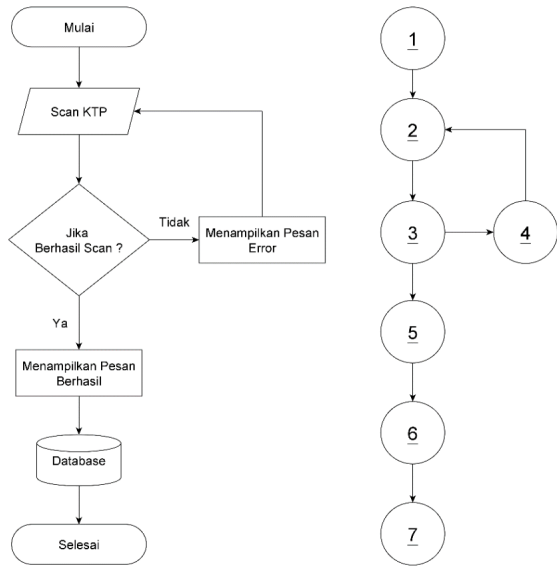 Mulai
Scan KTP
Jika
Berhasil Scan ?
Tidak
Menampilkan Pesan
Error
Ya
Menampilkan Pesan
Berhasil
Database
Selesai
1
2
3
4
5
6
7